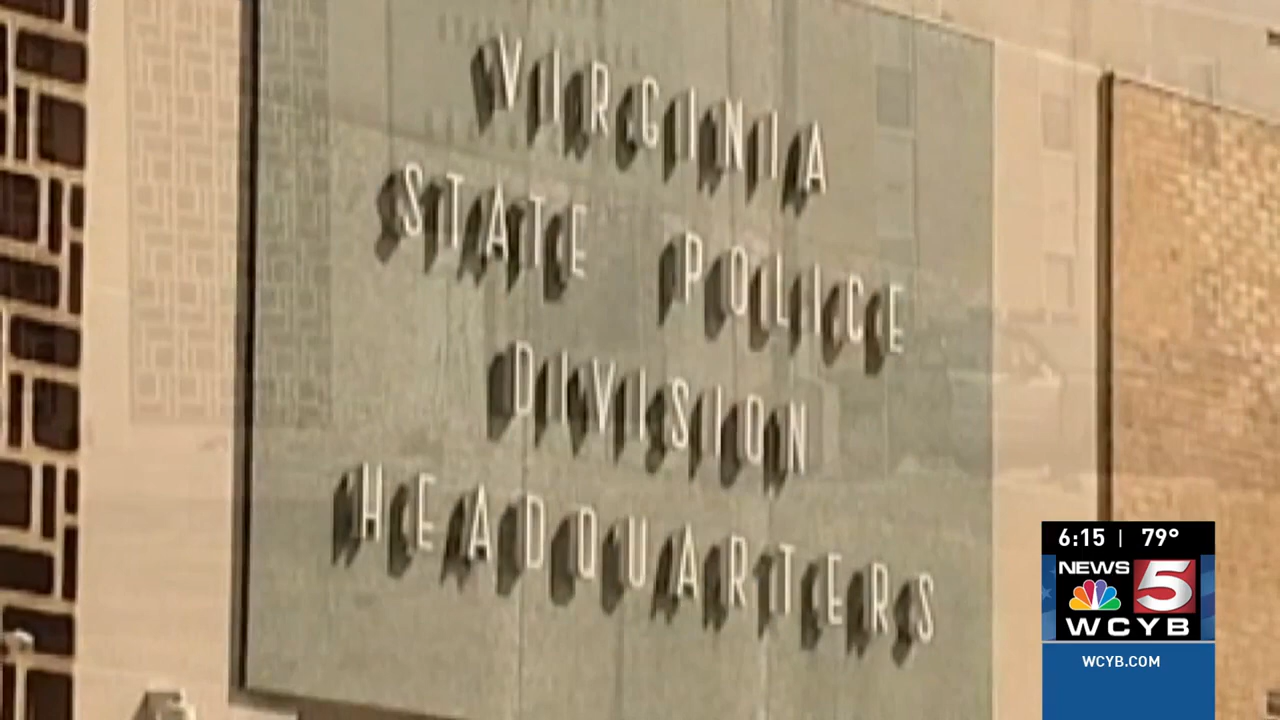 VIRGINIA
STATE POLICE
DIVISION
HEADQUARTERS
6:15 | 79°
NEWS 5
WCYB
WCYB.COM